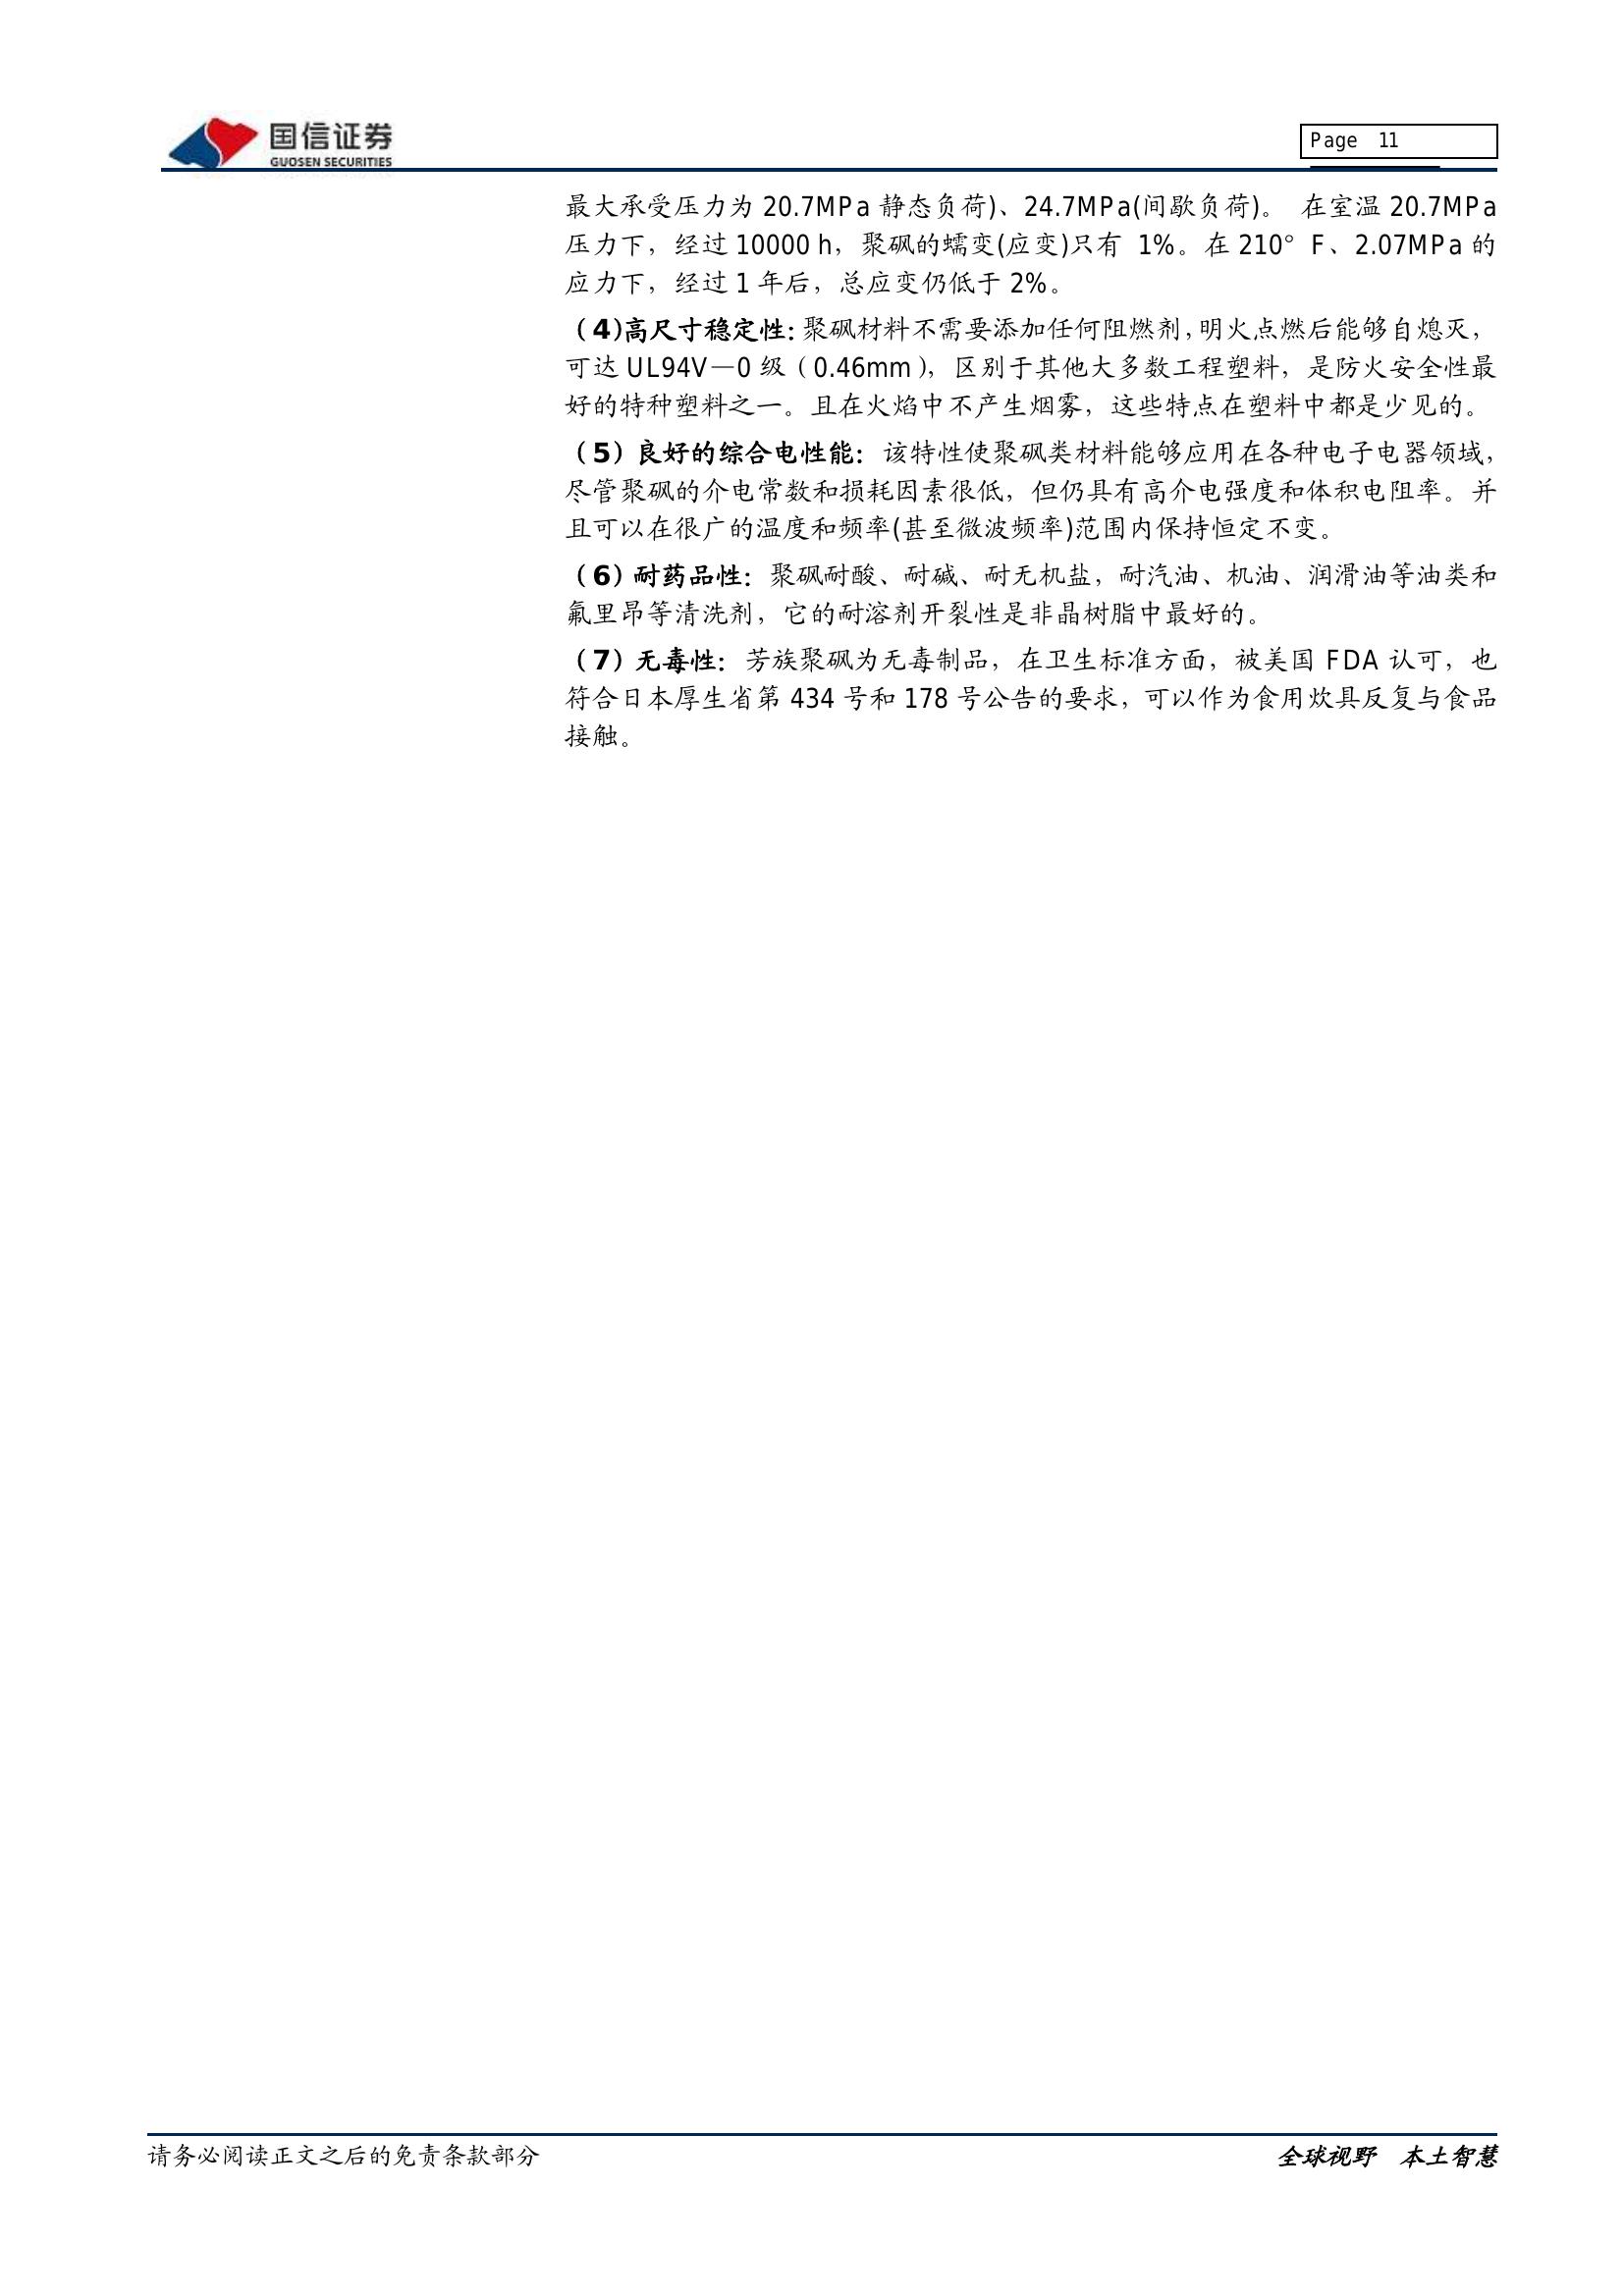 国信证券
GUOSEN SECURITIES
Page 11
最大承受压力为 20.7MPa 静态负荷)、24.7MPa(间歇负荷)。 在室温 20.7MPa
压力下，经过 10000 h，聚砜的蠕变(应变)只有 1%。在 210° F、2.07MPa 的
应力下，经过 1 年后，总应变仍低于 2%。
（4)高尺寸稳定性：聚砜材料不需要添加任何阻燃剂，明火点燃后能够自熄灭，
可达 UL94V—0 级（0.46mm），区别于其他大多数工程塑料，是防火安全性最
好的特种塑料之一。且在火焰中不产生烟雾，这些特点在塑料中都是少见的。
（5）良好的综合电性能：该特性使聚砜类材料能够应用在各种电子电器领域，
尽管聚砜的介电常数和损耗因素很低，但仍具有高介电强度和体积电阻率。并
且可以在很广的温度和频率(甚至微波频率)范围内保持恒定不变。
（6）耐药品性：聚砜耐酸、耐碱、耐无机盐，耐汽油、机油、润滑油等油类和
氟里昂等清洗剂，它的耐溶剂开裂性是非晶树脂中最好的。
（7）无毒性：芳族聚砜为无毒制品，在卫生标准方面，被美国 FDA 认可，也
符合日本厚生省第 434 号和 178 号公告的要求，可以作为食用炊具反复与食品
接触。
请务必阅读正文之后的免责条款部分
全球视野 本土智慧